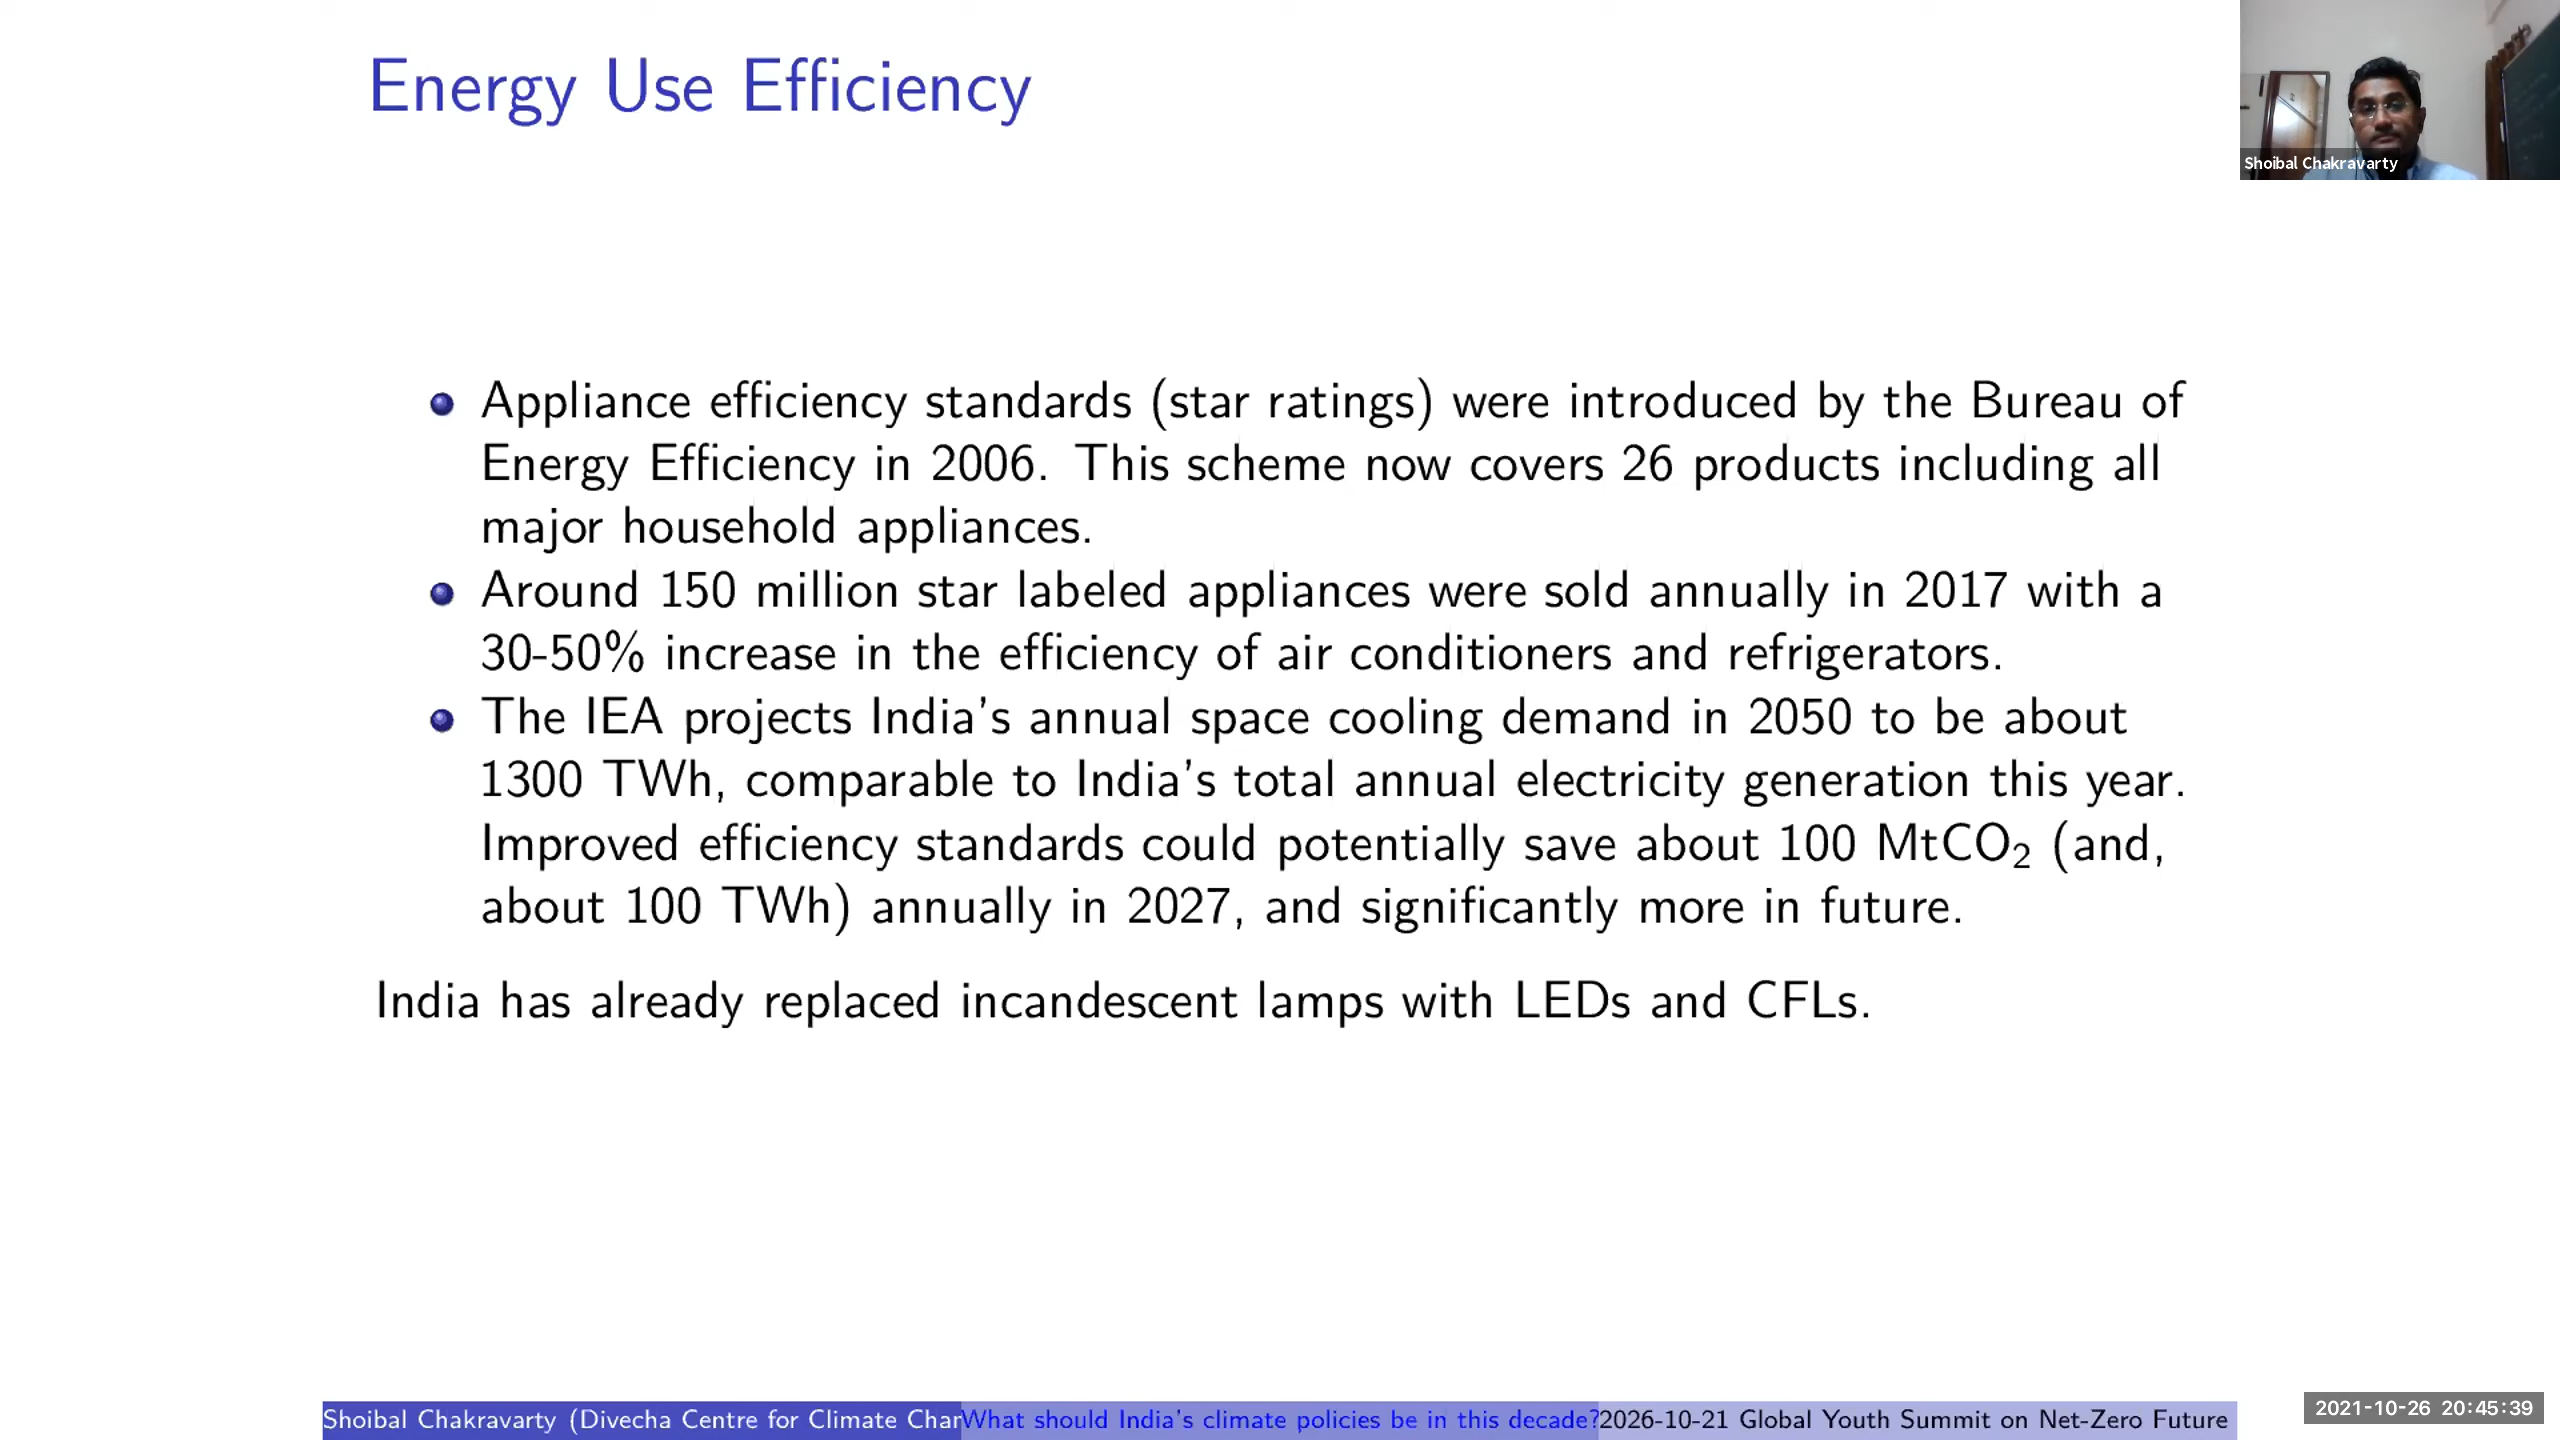 Energy Use Efficiency
Shoibal Chakravarty
Appliance efficiency standards (star ratings) were introduced by the Bureau of
Energy Efficiency in 2006. This scheme now covers 26 products including all
major household appliances.
Around 150 million star labeled appliances were sold annually in 2017 with a
30-50% increase in the efficiency of air conditioners and refrigerators.
The IEA projects India's annual space cooling demand in 2050 to be about
1300 TWh, comparable to India's total annual electricity generation this year.
Improved efficiency standards could potentially save about 100 MtCO₂ (and,
about 100 TWh) annually in 2027, and significantly more in future.
India has already replaced incandescent lamps with LEDs and CFLs.
Shoibal Chakravarty (Divecha Centre for Climate Char
What should India's climate policies be in this decade?
2026-10-21 Global Youth Summit on Net-Zero Future
2021-10-26 20:45:39